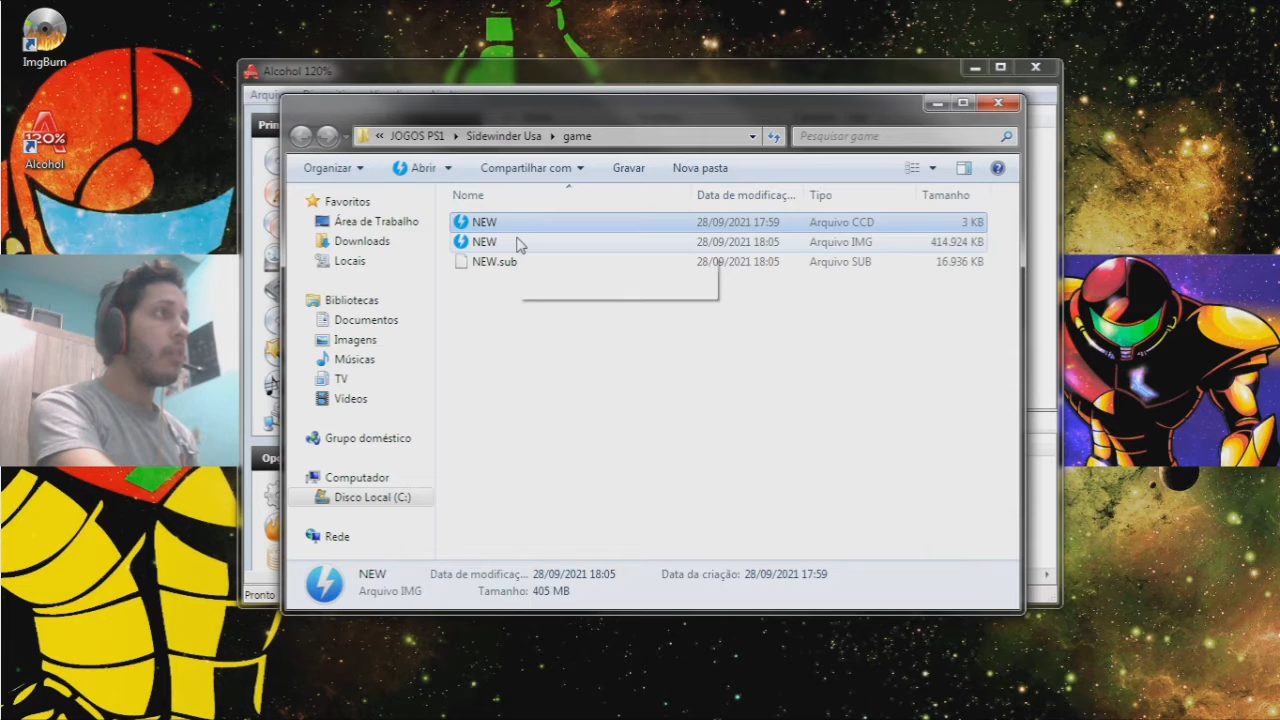 ImgBurn
120%
Alcohol
Alcohol 120%
Arqui
Prin
Opo
Pronto
« JOGOS PS1 Sidewinder Usa game
Pesquisar game
Organizar Abrir Compartilhar com Gravar Nova pasta
Nome Data de modificaç... Tipo Tamanho
NEW 28/09/2021 17:59 Arquivo CCD 3 KB
NEW 28/09/2021 18:05 Arquivo IMG 414.924 KB
NEW.sub 28/09/2021 18:05 Arquivo SUB 16.936 KB
Favoritos
Área de Trabalho
Downloads
Locais
Bibliotecas
Documentos
Imagens
Músicas
TV
Vídeos
Grupo doméstico
Computador
Disco Local (C:)
Rede
NEW Data de modificaç... 28/09/2021 18:05 Data da criação: 28/09/2021 17:59
Arquivo IMG Tamanho: 405 MB